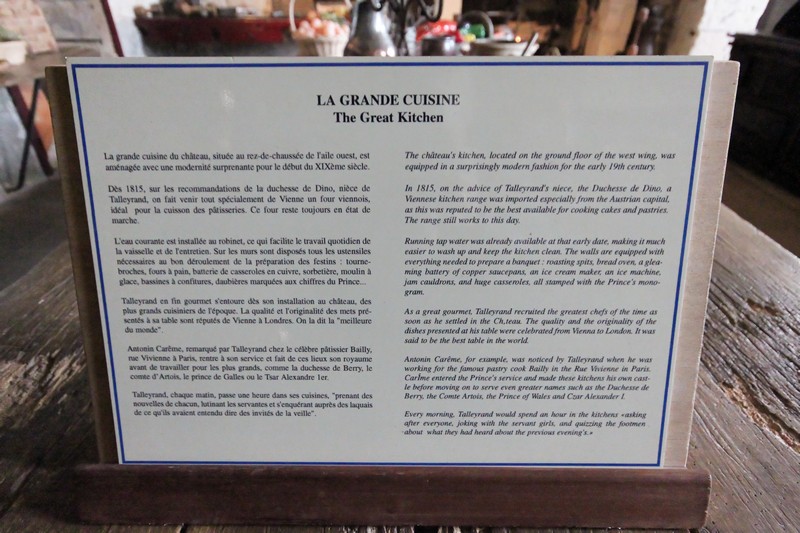 LA GRANDE CUISINE
The Great Kitchen
La grande cuisine du château, située au rez-de-chaussée de l'aile ouest, est
aménagée avec une modernité surprenante pour le début du XIXème siècle.
Dès 1815, sur les recommandations de la duchesse de Dino, nièce de
Talleyrand, on fait venir tout spécialement de Vienne un four viennois,
idéal pour la cuisson des pâtisseries. Ce four reste toujours en état de
marche.
L'eau courante est installée au robinet, ce qui facilite le travail quotidien de
la vaisselle et de l'entretien. Sur les murs sont disposés tous les ustensiles
nécessaires au bon déroulement de la préparation des festins : tourne-
broches, fours à pain, batterie de casseroles en cuivre, sorbetière, moulin à
glace, bassines à confitures, daubières marquées aux chiffres du Prince...
Talleyrand en fin gourmet s'entoure dès son installation au château, des
plus grands cuisiniers de l'époque. La qualité et l'originalité des mets pré-
sentés à sa table sont réputés de Vienne à Londres. On la dit "meilleure
du monde".
Antonin Carême, remarqué par Talleyrand chez le célèbre pâtissier Bailly,
rue Vivienne à Paris, rentre à son service et fait de ces lieux son royaume
avant de travailler pour les plus grands, comme la duchesse de Berry, le
comte d'Artois, le prince de Galles ou le Tsar Alexandre 1er.
Talleyrand, chaque matin, passe une heure dans ses cuisines, "prenant des
nouvelles de chacun, lutinant les servantes et s'enquérant auprès des laquais
de ce qu'ils avaient entendu dire des invités de la veille".
The château's kitchen, located on the ground floor of the west wing, was
equipped in a surprisingly modern fashion for the early 19th century.
In 1815, on the advice of Talleyrand's niece, the Duchesse de Dino, a
Viennese kitchen range was imported especially from the Austrian capital,
as this was reputed to be the best available for cooking cakes and pastries.
The range still works to this day.
Running tap water was already available at that early date, making it much
easier to wash up and keep the kitchen clean. The walls are equipped with
everything needed to prepare a banquet : roasting spits, bread oven, a glea-
ming battery of copper saucepans, an ice cream maker, an ice machine,
jam cauldrons, and huge casseroles, all stamped with the Prince's mono-
gram.
As a great gourmet, Talleyrand recruited the greatest chefs of the time as
soon as he settled in the Ch,teau. The quality and the originality of the
dishes presented at his table were celebrated from Vienna to London. It was
said to be the best table in the world.
Antonin Carême, for example, was noticed by Talleyrand when he was
working for the famous pastry cook Bailly in the Rue Vivienne in Paris.
Carlme entered the Prince's service and made these kitchens his own cast-
le before moving on to serve even greater names such as the Duchesse de
Berry, the Comte Artois, the Prince of Wales and Czar Alexander I.
Every morning, Talleyrand would spend an hour in the kitchens «asking
after everyone, joking with the servant girls, and quizzing the footmen
about what they had heard about the previous evening's.»